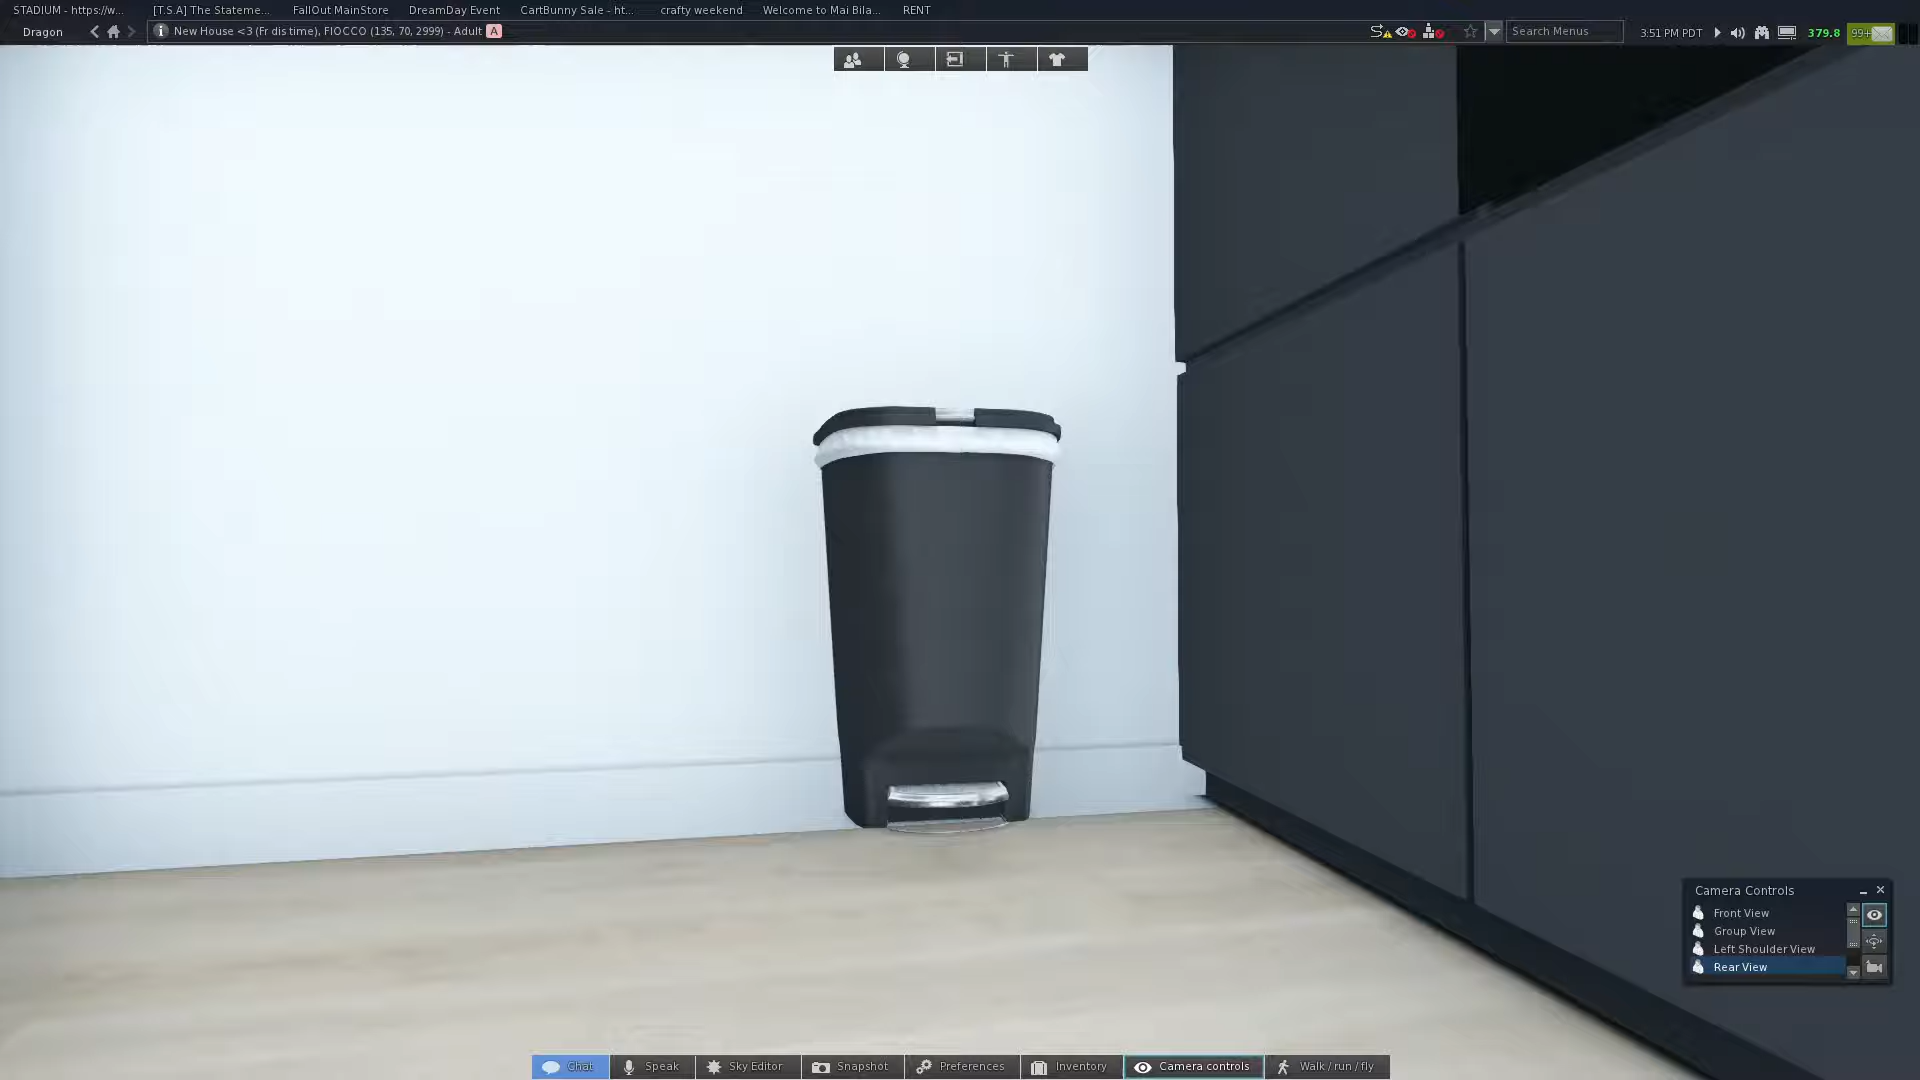 STADIUM - https://w... [T.S.A] The Stateme... FallOut MainStore DreamDay Event CartBunny Sale - ht... crafty weekend Welcome to Mai Bila... RENT
Dragon New House <3 (Fr dis time), FIOCCO (135, 70, 2999) - Adult A Search Menus 3:51 PM PDT 379.8 99+
Camera Controls
Front View
Group View
Left Shoulder View
Rear View
Chat Speak Sky Editor Snapshot Preferences Inventory Camera controls Walk / run / fly